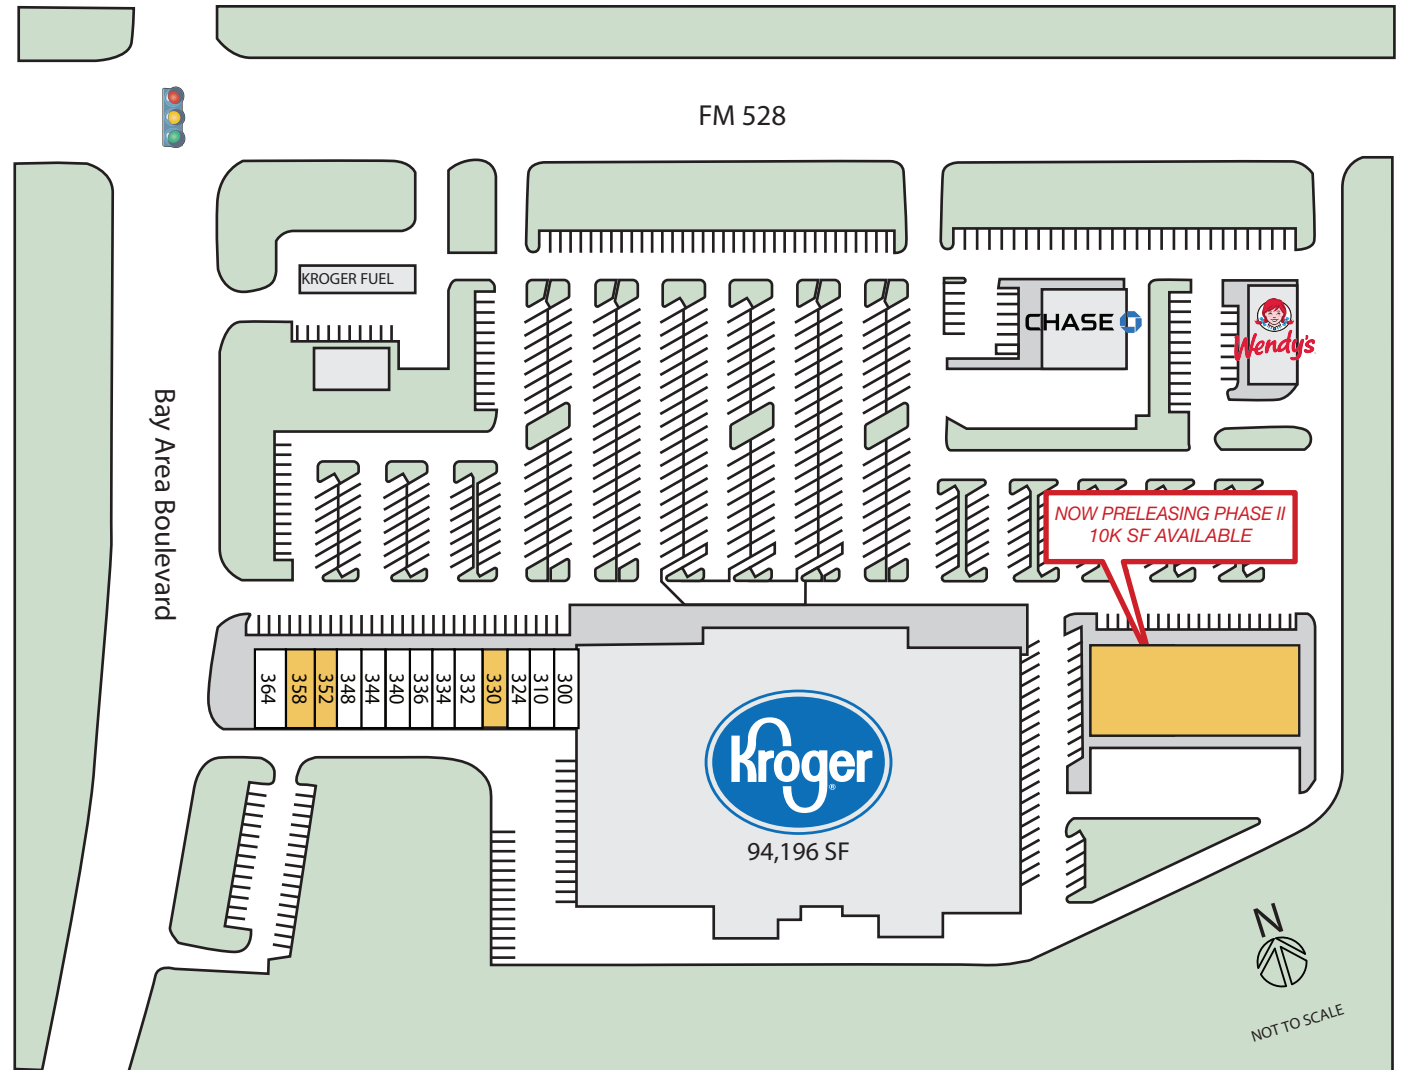 FM 528
KROGER FUEL
CHASE
Wendy's
Bay Area Boulevard
NOW PRELEASING PHASE II
10K SF AVAILABLE
364
358
352
348
344
340
336
334
332
330
324
310
300
Kroger®
94,196 SF
N
NOT TO SCALE